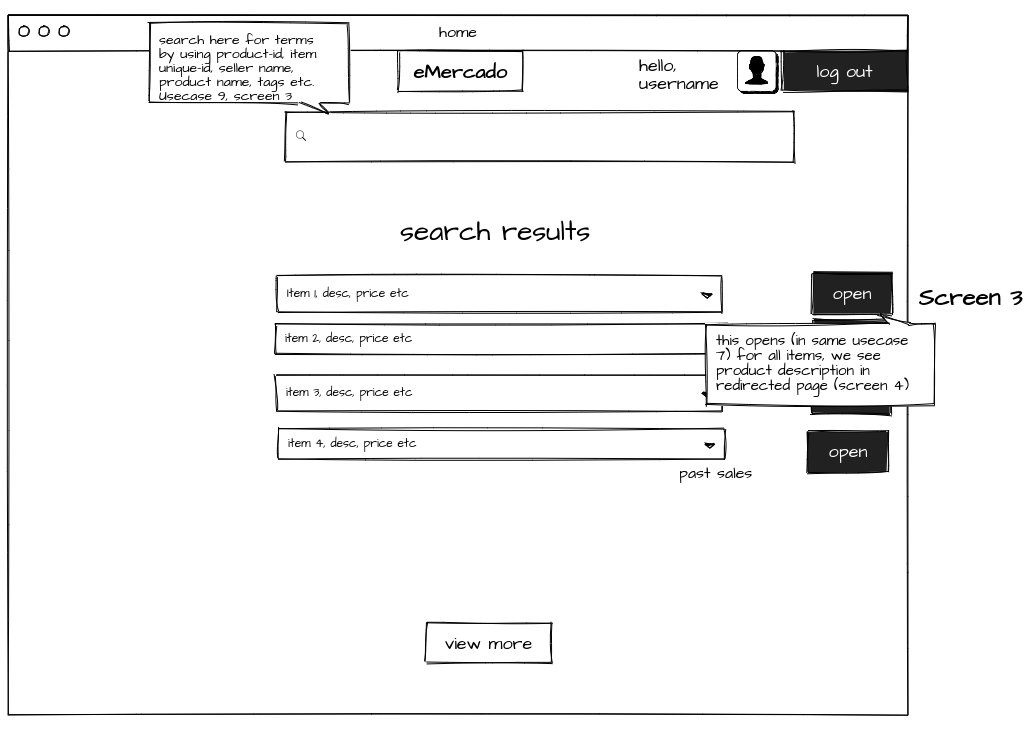 home
search here for terms
by using product-id, item
unique-id, seller name,
product name, tags etc.
Usecase 9, screen 3
eMercado
hello,
username
log out
search results
Item 1, desc, price etc
open
Screen 3
item 2, desc, price etc
this opens (in same usecase
7) for all items, we see
product description in
redirected page (screen 4)
item 3, desc, price etc
item 4, desc, price etc
open
past sales
view more